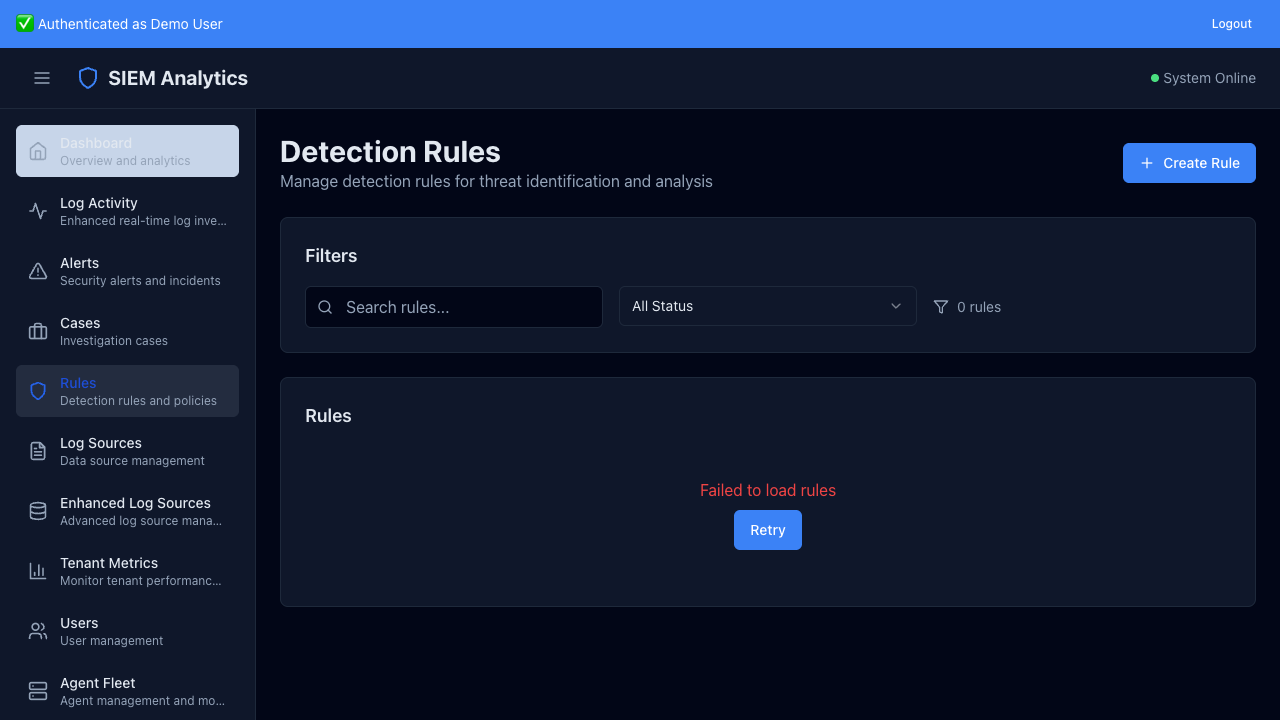 ✅ Authenticated as Demo User
Logout
SIEM Analytics
System Online
Dashboard
Overview and analytics
Log Activity
Enhanced real-time log inve...
Alerts
Security alerts and incidents
Cases
Investigation cases
Rules
Detection rules and policies
Log Sources
Data source management
Enhanced Log Sources
Advanced log source mana...
Tenant Metrics
Monitor tenant performanc...
Users
User management
Agent Fleet
Agent management and mo...
Detection Rules
Manage detection rules for threat identification and analysis
Create Rule
Filters
Search rules...
All Status
0 rules
Rules
Failed to load rules
Retry